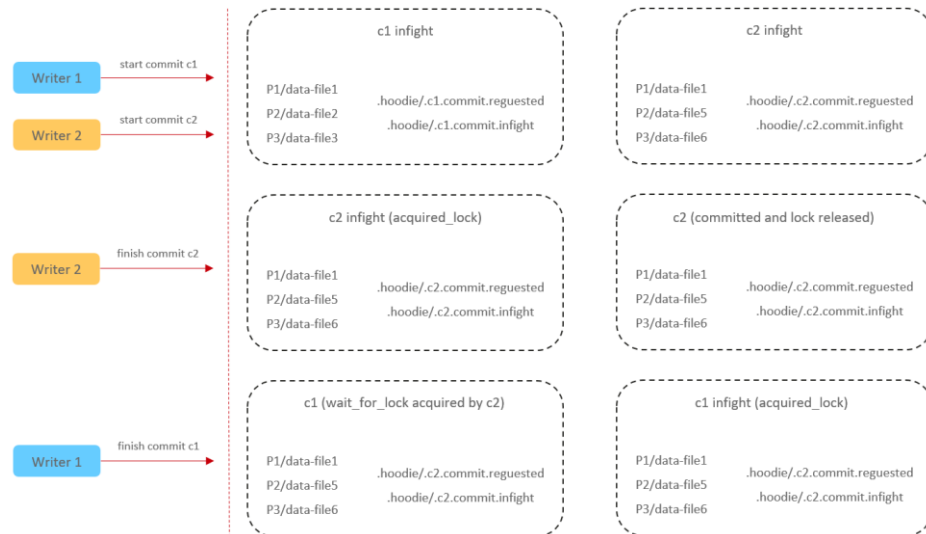 c1 infight
c2 infight
start commit c1
Writer 1
P1/data-file1
P2/data-file2
P3/data-file3
.hoodie/.c1.commit.reguested
.hoodie/.c1.commit.infight
P1/data-file1
P2/data-file5
P3/data-file6
.hoodie/.c2.commit.reguested
.hoodie/.c2.commit.infight
start commit c2
Writer 2
c2 infight (acquired_lock)
c2 (committed and lock released)
finish commit c2
Writer 2
P1/data-file1
P2/data-file5
P3/data-file6
.hoodie/.c2.commit.reguested
.hoodie/.c2.commit.infight
P1/data-file1
P2/data-file5
P3/data-file6
.hoodie/.c2.commit.reguested
.hoodie/.c2.commit.infight
c1 (wait_for_lock acquired by c2)
c1 infight (acquired_lock)
finish commit c1
Writer 1
P1/data-file1
P2/data-file5
P3/data-file6
.hoodie/.c2.commit.reguested
.hoodie/.c2.commit.infight
P1/data-file1
P2/data-file5
P3/data-file6
.hoodie/.c2.commit.reguested
.hoodie/.c2.commit.infight